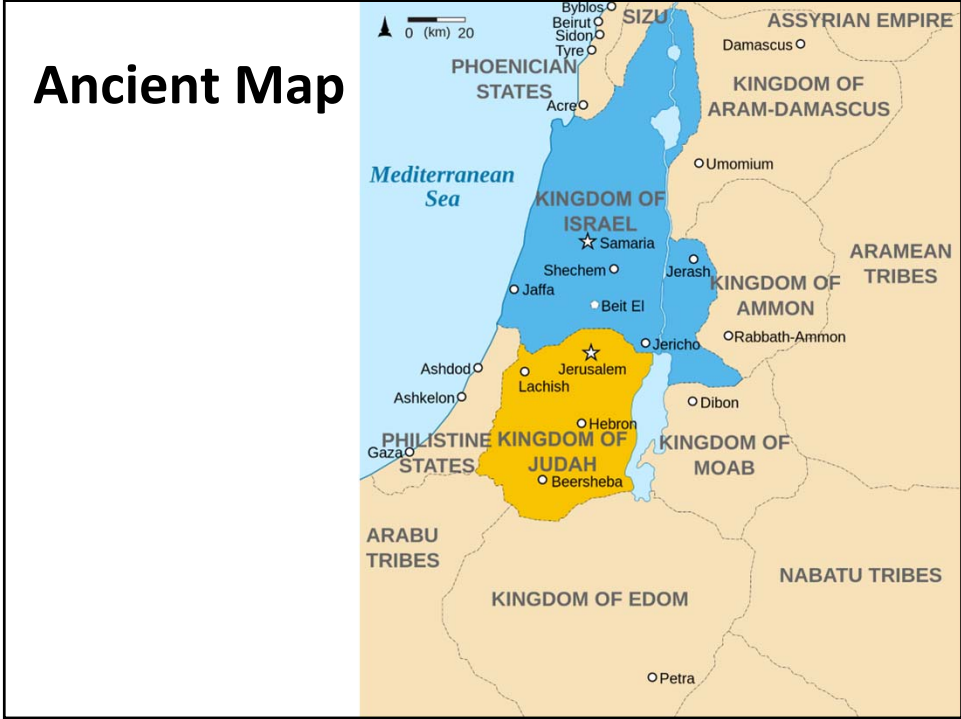 Ancient Map
0 (km) 20
Byblos
Beirut
Sidon
Tyre
SIZU
ASSYRIAN EMPIRE
Damascus
PHOENICIAN
STATES
KINGDOM OF
ARAM-DAMASCUS
Acre
Umomium
Mediterranean
Sea
KINGDOM OF
ISRAEL
Samaria
Shechem
Jerash
ARAMEAN
TRIBES
KINGDOM OF
AMMON
Jaffa
Beit El
Rabbath-Ammon
Jericho
Ashdod
Jerusalem
Lachish
Ashkelon
Dibon
Hebron
PHILISTINE
STATES
Gaza
KINGDOM OF
JUDAH
KINGDOM OF
MOAB
Beersheba
ARABU
TRIBES
NABATU TRIBES
KINGDOM OF EDOM
Petra